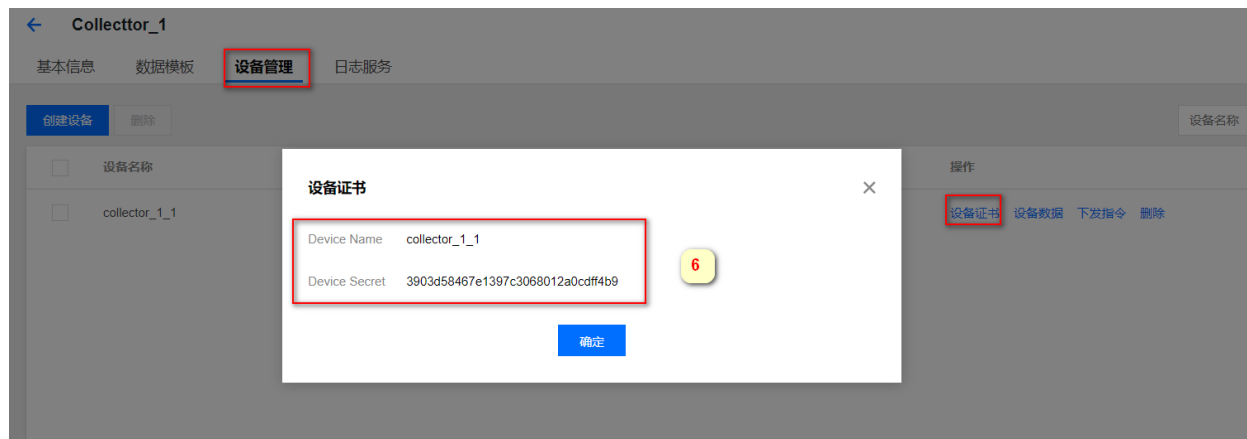 Collecttor_1
基本信息 数据模板 设备管理 日志服务
创建设备 删除 设备名称
设备名称 操作
collector_1_1 设备证书 设备数据 下发指令 删除
设备证书
Device Name collector_1_1
Device Secret 3903d58467e1397c3068012a0cdff4b9
6
确定